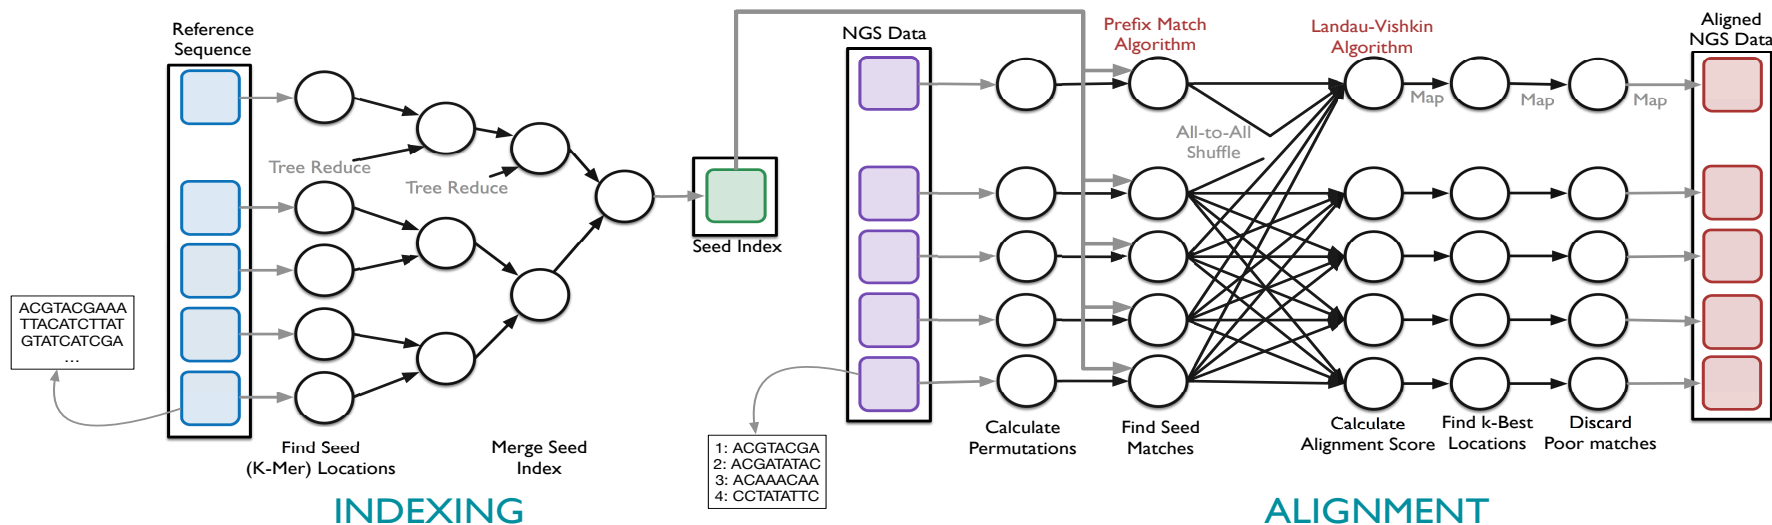 Reference
Sequence
Tree Reduce
Tree Reduce
ACGTACGAAA
TTACATCTTAT
GTATCATCGA
...
Find Seed
(K-Mer) Locations
Merge Seed
Index
INDEXING
Seed Index
NGS Data
1: ACGTACGA
2: ACGATATAC
3: ACAAACAA
4: CCTATATTC
Calculate
Permutations
Prefix Match
Algorithm
Find Seed
Matches
All-to-All
Shuffle
Landau-Vishkin
Algorithm
Map
Map
Map
Calculate
Alignment Score
Find k-Best
Locations
Discard
Poor matches
Aligned
NGS Data
ALIGNMENT